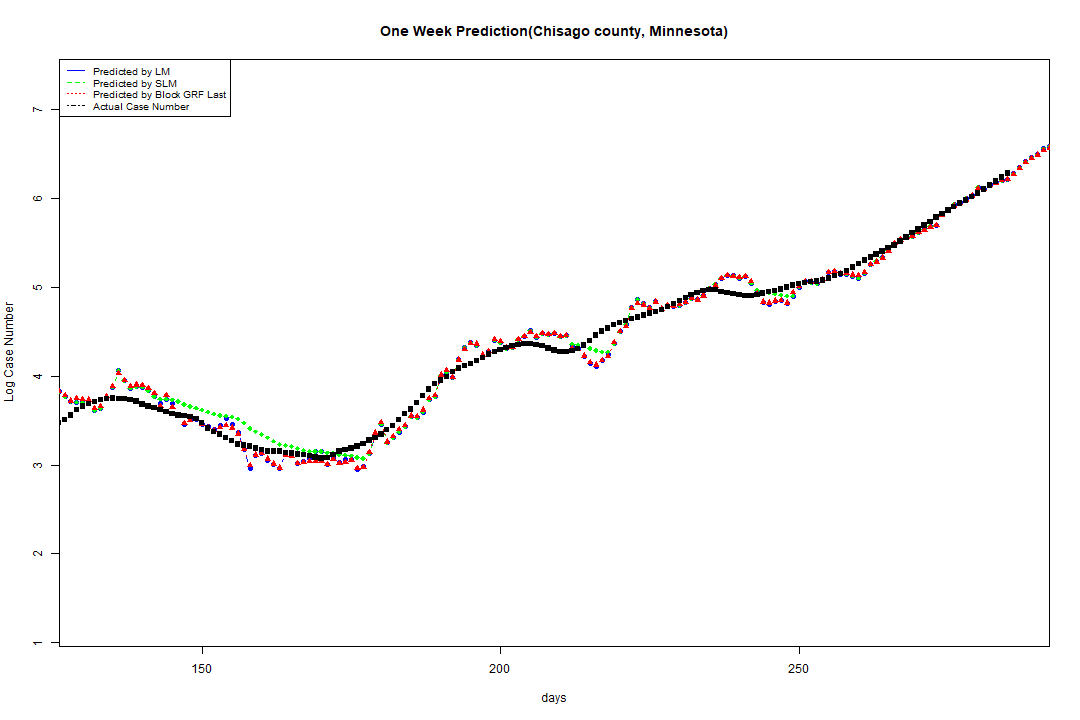 One Week Prediction(Chisago county, Minnesota)
Predicted by LM
Predicted by SLM
Predicted by Block GRF Last
Actual Case Number
7
6
5
4
3
2
1
Log Case Number
150 200 250
days